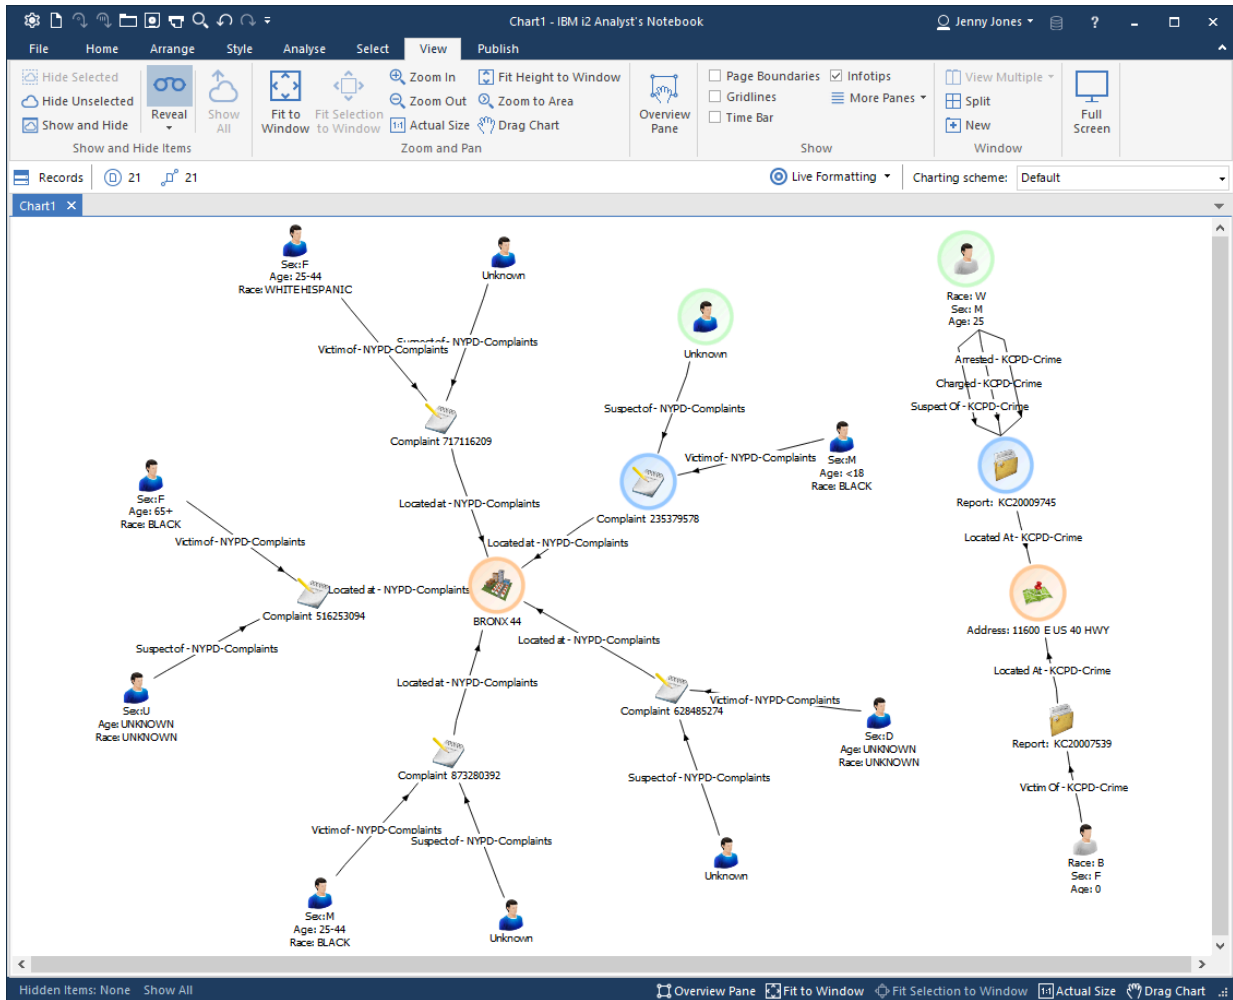 Chart1 - IBM i2 Analyst's Notebook
Jenny Jones
?
File Home Arrange Style Analyse Select View Publish
Hide Selected
Hide Unselected
Show and Hide
Reveal
Show All
Show and Hide Items
Fit to Window
Fit Selection to Window
Zoom In
Zoom Out
1:1 Actual Size
Fit Height to Window
Zoom to Area
Drag Chart
Zoom and Pan
Overview Pane
Page Boundaries
Gridlines
Time Bar
Infotips
More Panes
Show
View Multiple
Split
New
Window
Full Screen
Records 21 21
Live Formatting Charting scheme: Default
Chart1
Sex:F
Age: 25-44
Race: WHITEHISPANIC
Unknown
Victim of - NYPD-Complaints
Suspect of - NYPD-Complaints
Complaint 717116209
Located at - NYPD-Complaints
Unknown
Suspect of - NYPD-Complaints
Victim of - NYPD-Complaints
Sex:M
Age: <18
Race: BLACK
Complaint 235379578
Located at - NYPD-Complaints
Race: W
Sex: M
Age: 25
Arrested - KCPD-Crime
Charged - KCPD-Crime
Suspect Of - KCPD-Crime
Report: KC20009745
Located At - KCPD-Crime
Address: 11600 E US 40 HWY
Located At - KCPD-Crime
Report: KC20007539
Victim Of - KCPD-Crime
Race: B
Sex: F
Age: 0
Sex:F
Age: 65+
Race: BLACK
Victim of - NYPD-Complaints
Located at - NYPD-Complaints
Complaint 516253094
Suspect of - NYPD-Complaints
Sex:U
Age: UNKNOWN
Race: UNKNOWN
BRONX 44
Located at - NYPD-Complaints
Located at - NYPD-Complaints
Complaint 628485274
Victim of - NYPD-Complaints
Sex:D
Age: UNKNOWN
Race: UNKNOWN
Suspect of - NYPD-Complaints
Unknown
Complaint 873280392
Victim of - NYPD-Complaints
Suspect of - NYPD-Complaints
Sex:M
Age: 25-44
Race: BLACK
Unknown
Hidden Items: None Show All
Overview Pane Fit to Window Fit Selection to Window 1:1 Actual Size Drag Chart